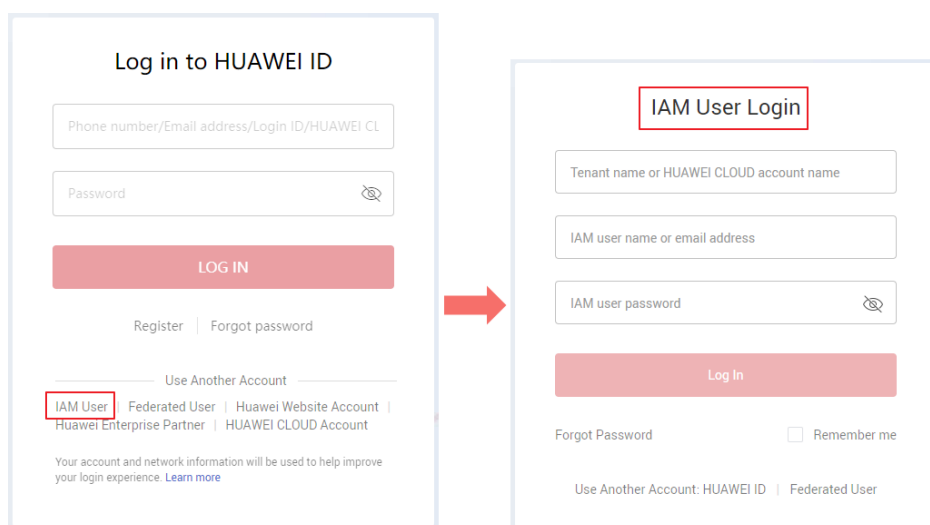 Log in to HUAWEI ID
Phone number/Email address/Login ID/HUAWEI CL
Password
LOG IN
Register | Forgot password
Use Another Account
IAM User | Federated User | Huawei Website Account |
Huawei Enterprise Partner | HUAWEI CLOUD Account
Your account and network information will be used to help improve
your login experience. Learn more
IAM User Login
Tenant name or HUAWEI CLOUD account name
IAM user name or email address
IAM user password
Log In
Forgot Password
Remember me
Use Another Account: HUAWEI ID | Federated User